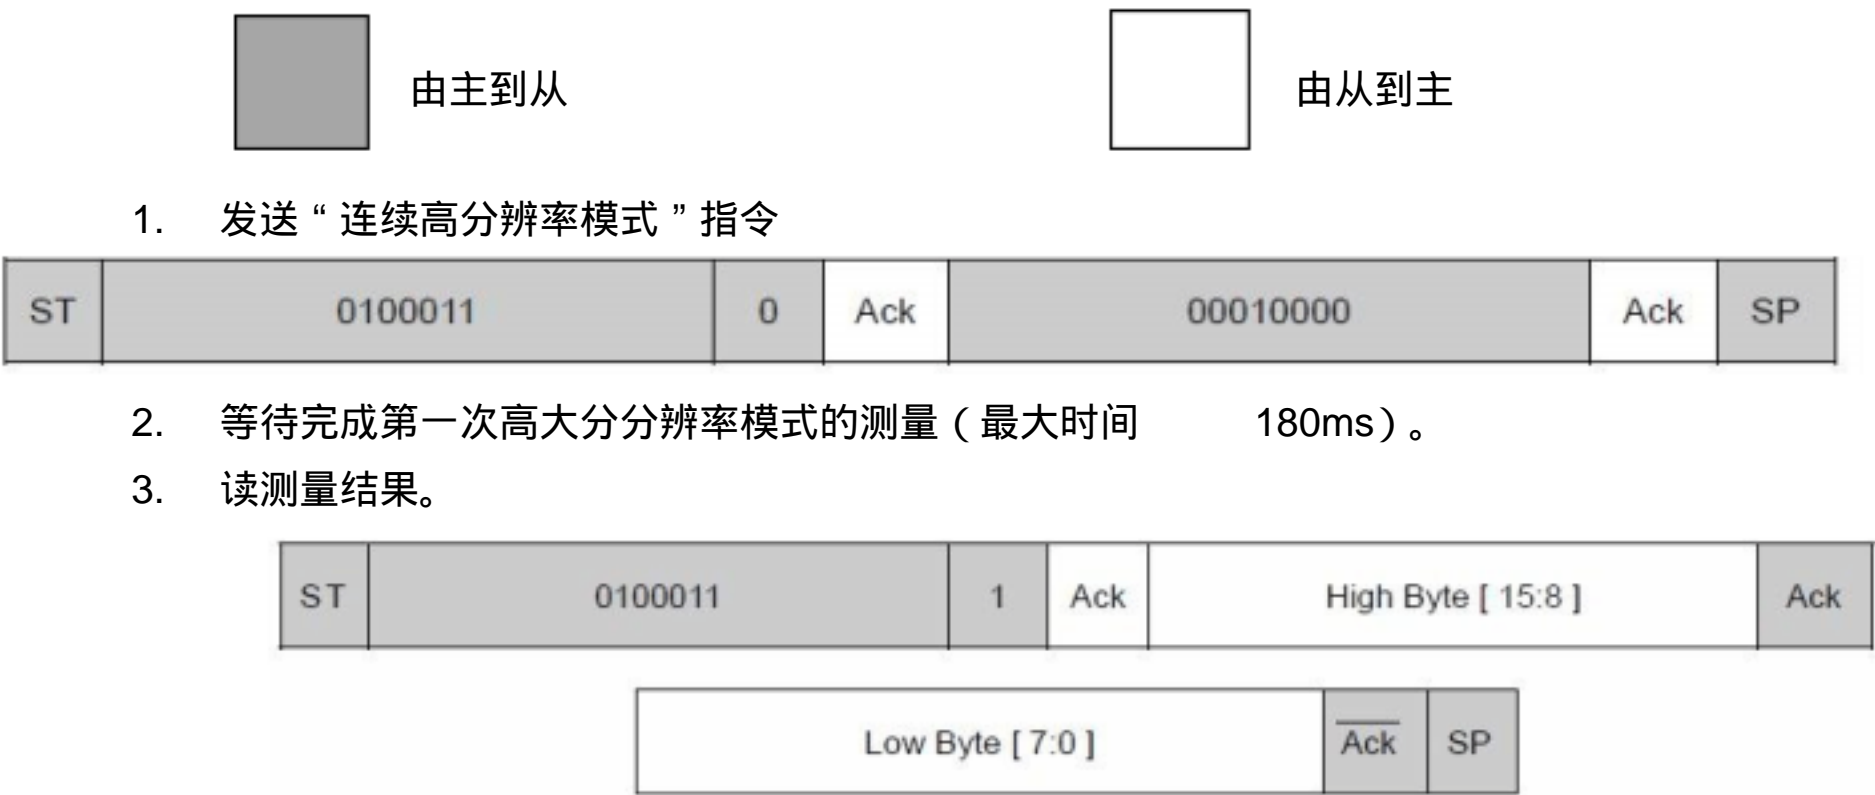 由主到从 由从到主
1. 发送“连续高分辨率模式”指令
ST 0100011 0 Ack 00010000 Ack SP
2. 等待完成第一次高大分分辨率模式的测量（最大时间 180ms）。
3. 读测量结果。
ST 0100011 1 Ack High Byte [ 15:8 ] Ack
Low Byte [ 7:0 ] A̅c̅k̅ SP